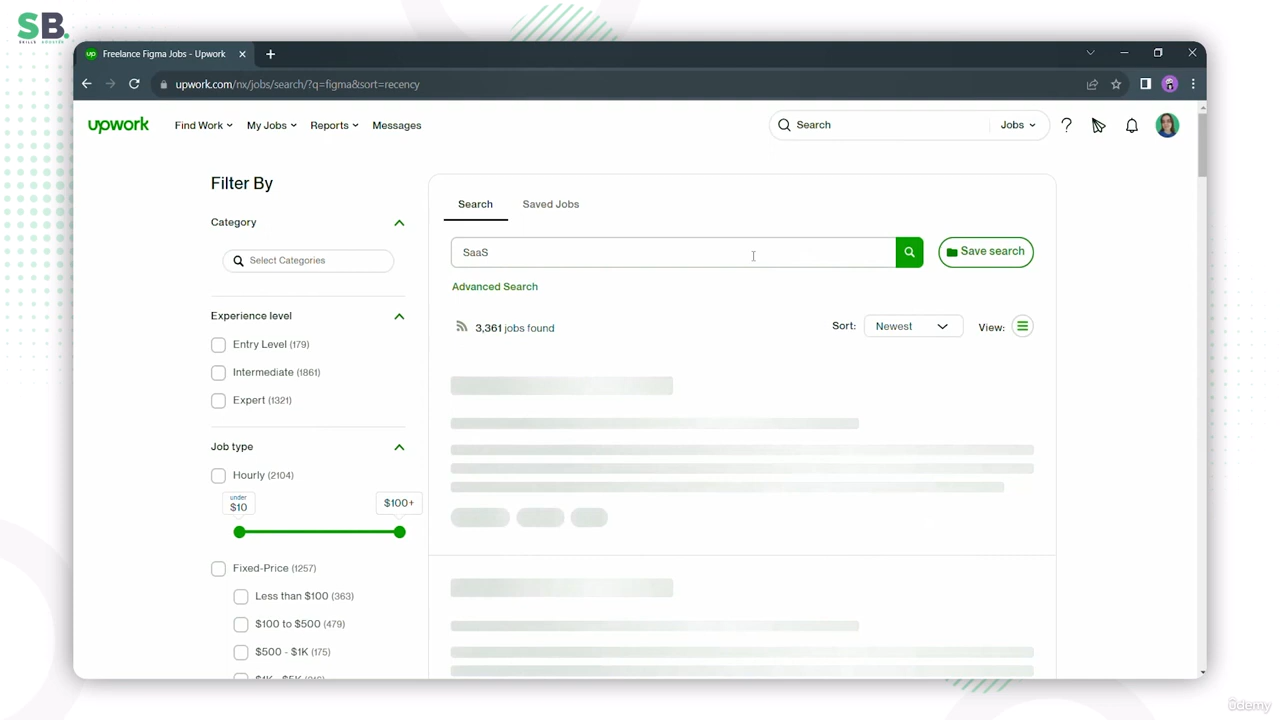 SB.
SKILLS BOOSTER
Freelance Figma Jobs - Upwork
upwork.com/nx/jobs/search/?q=figma&sort=recency
upwork
Find Work
My Jobs
Reports
Messages
Search
Jobs
Filter By
Category
Select Categories
Experience level
Entry Level (179)
Intermediate (1861)
Expert (1321)
Job type
Hourly (2104)
under
$10
$100+
Fixed-Price (1257)
Less than $100 (363)
$100 to $500 (479)
$500 - $1K (175)
Search
Saved Jobs
SaaS
Save search
Advanced Search
3,361 jobs found
Sort:
Newest
View:
ûdemy